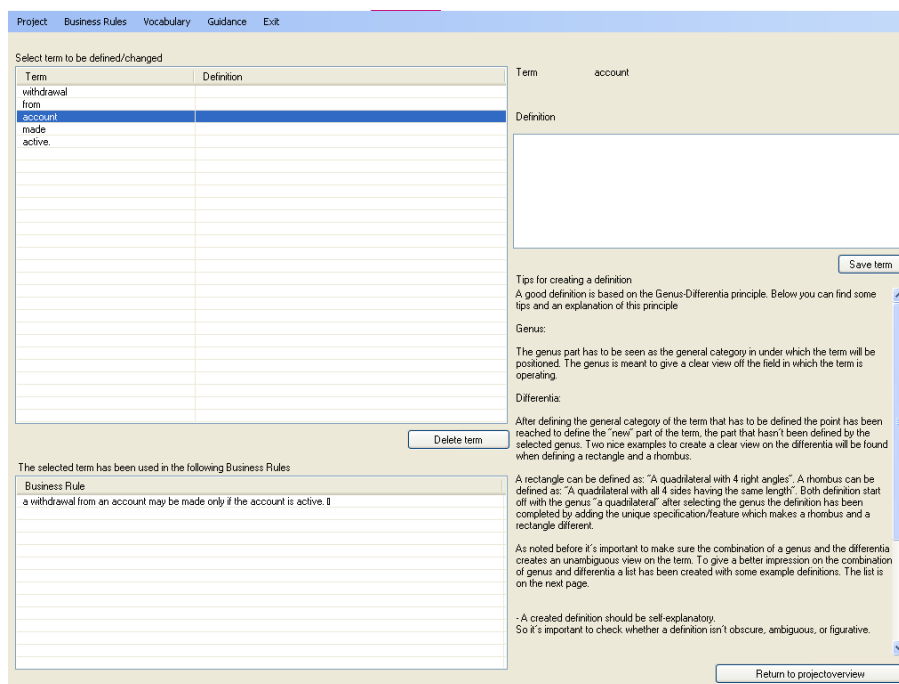 Project Business Rules Vocabulary Guidance Exit
Select term to be defined/changed
Term Definition
withdrawal
from
account
made
active.
Delete term
The selected term has been used in the following Business Rules
Business Rule
a withdrawal from an account may be made only if the account is active. ▯
Term account
Definition
Save term
Tips for creating a definition
A good definition is based on the Genus-Differentia principle. Below you can find some
tips and an explanation of this principle
Genus:
The genus part has to be seen as the general category in under which the term will be
positioned. The genus is meant to give a clear view off the field in which the term is
operating.
Differentia:
After defining the general category of the term that has to be defined the point has been
reached to define the "new" part of the term, the part that hasn´t been defined by the
selected genus. Two nice examples to create a clear view on the differentia will be found
when defining a rectangle and a rhombus.
A rectangle can be defined as: "A quadrilateral with 4 right angles". A rhombus can be
defined as: "A quadrilateral with all 4 sides having the same length". Both definition start
off with the genus "a quadrilateral" after selecting the genus the definition has been
completed by adding the unique specification/feature which makes a rhombus and a
rectangle different.
As noted before it´s important to make sure the combination of a genus and the differentia
creates an unambiguous view on the term. To give a better impression on the combination
of genus and differentia a list has been created with some example definitions. The list is
on the next page.
- A created definition should be self-explanatory.
So it´s important to check whether a definition isn´t obscure, ambiguous, or figurative.
Return to projectoverview